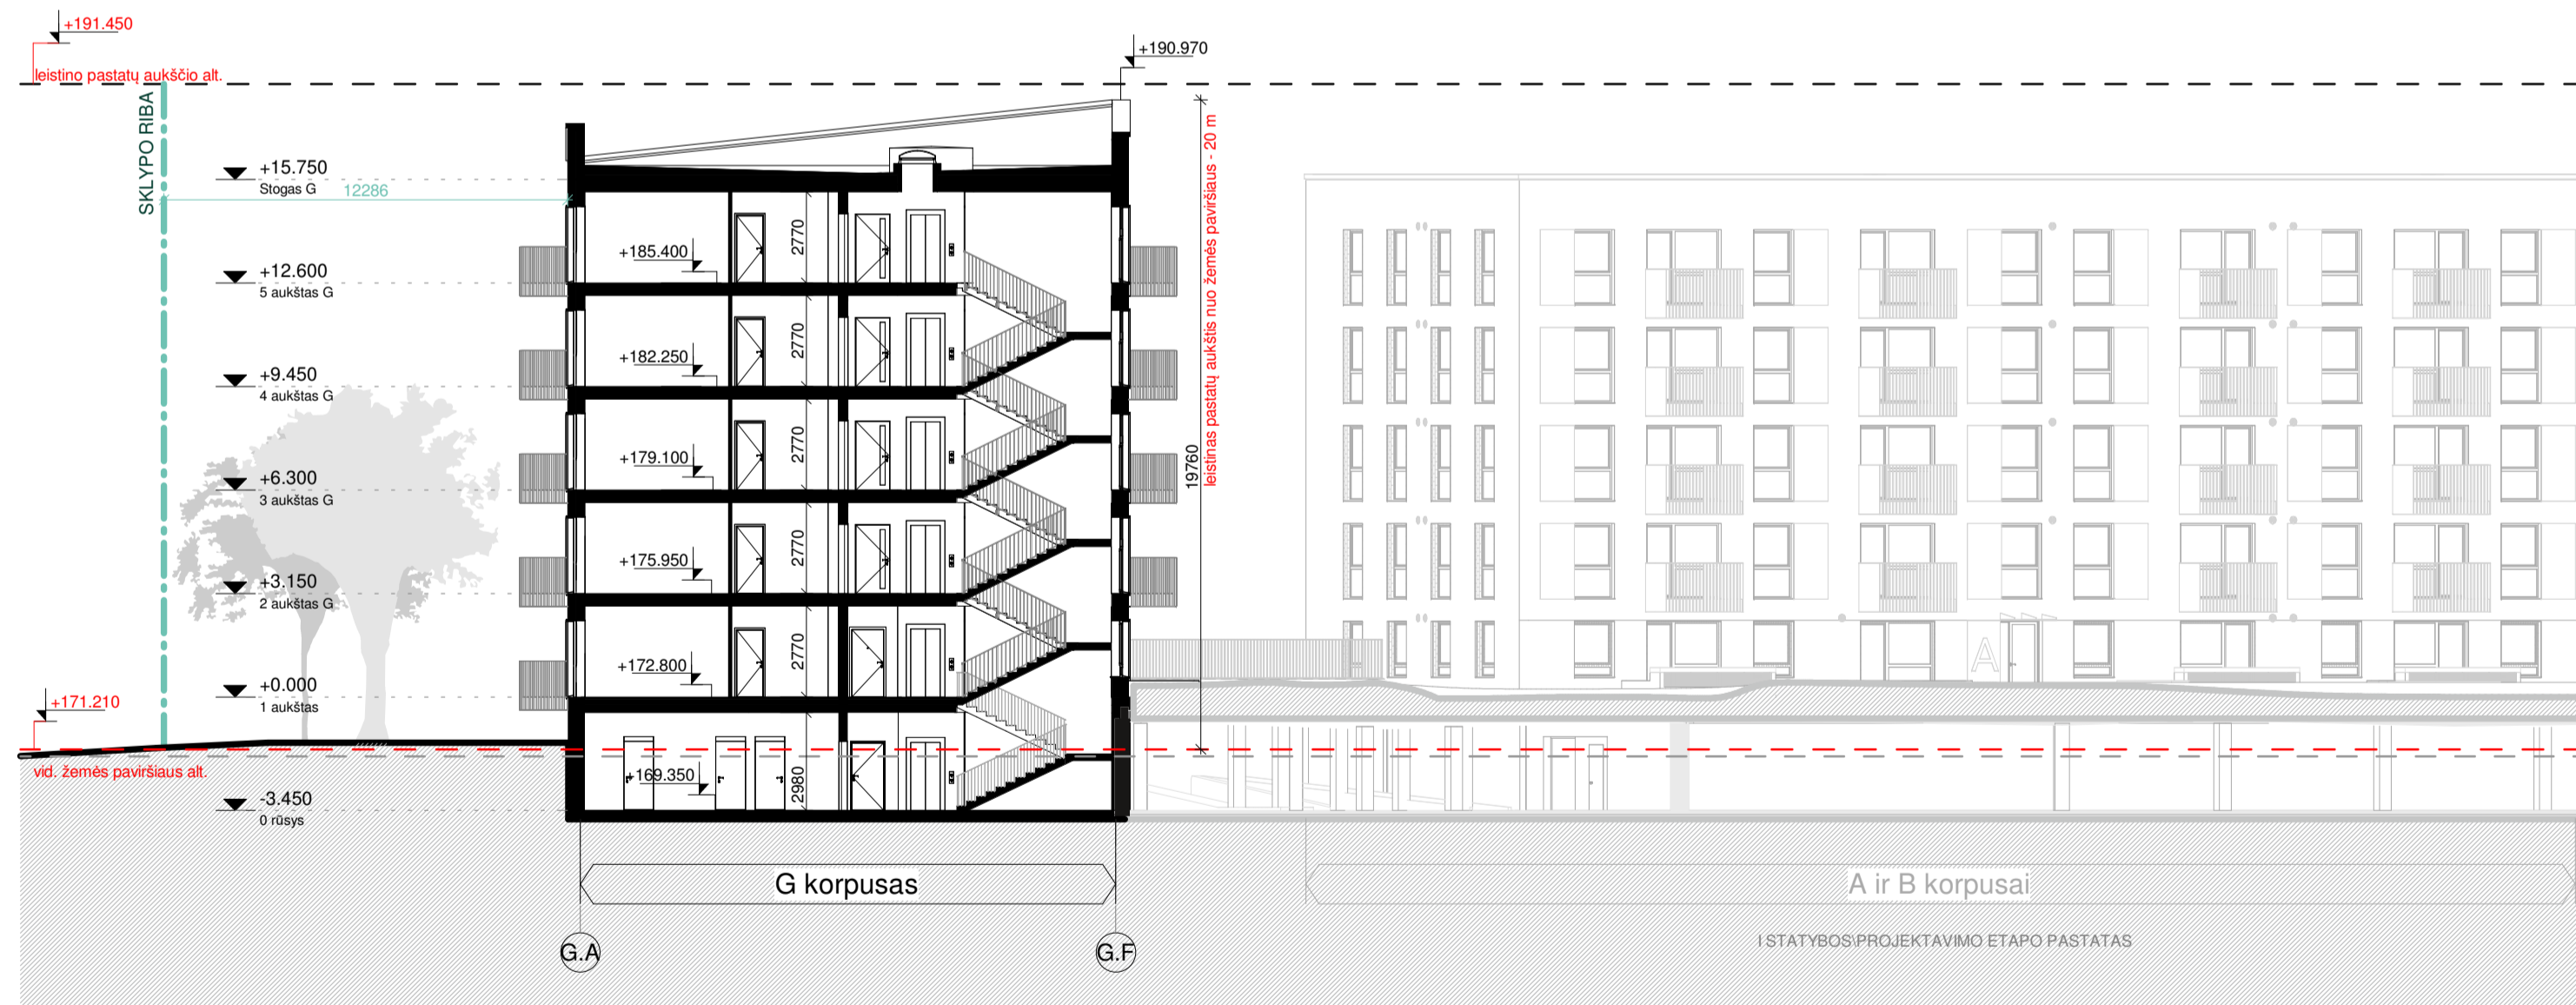 +191.450
leistino pastatų aukščio alt.
+190.970
SKLYPO RIBA
+15.750
Stogas G
12286
leistinas pastatų aukštis nuo žemės paviršiaus - 20 m
19760
+185.400
2770
+12.600
5 aukštas G
+182.250
2770
+9.450
4 aukštas G
+179.100
2770
+6.300
3 aukštas G
+175.950
2770
+3.150
2 aukštas G
+172.800
2770
+0.000
1 aukštas
A
+171.210
vid. žemės paviršiaus alt.
+169.350
2980
-3.450
0 rūsys
G korpusas
A ir B korpusai
G.A
G.F
I STATYBOS\PROJEKTAVIMO ETAPO PASTATAS